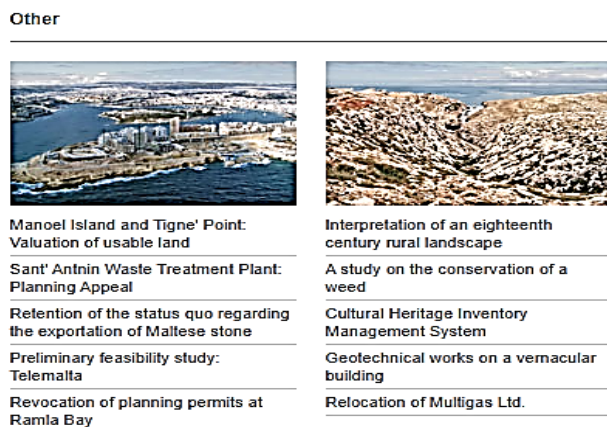 Other
Manoel Island and Tigne' Point:
Valuation of usable land
Sant' Antnin Waste Treatment Plant:
Planning Appeal
Retention of the status quo regarding
the exportation of Maltese stone
Preliminary feasibility study:
Telemalta
Revocation of planning permits at
Ramla Bay
Interpretation of an eighteenth
century rural landscape
A study on the conservation of a
weed
Cultural Heritage Inventory
Management System
Geotechnical works on a vernacular
building
Relocation of Multigas Ltd.